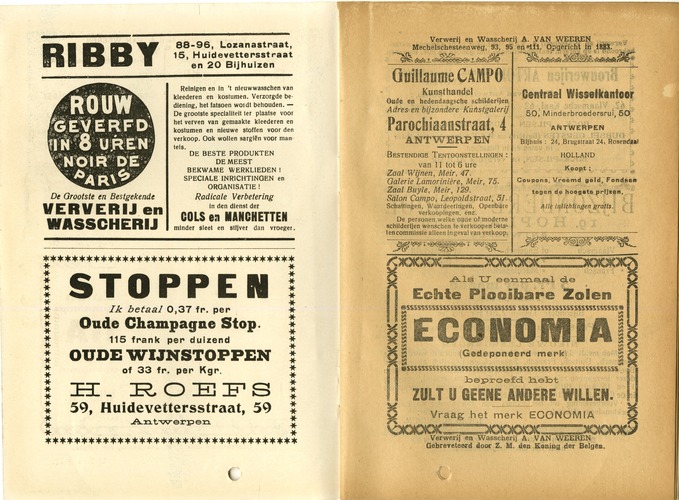 RIBBY
88-96, Lozanastraat,
15, Huidevettersstraat
en 20 Bijhuizen
ROUW
GEVERFD
IN 8 UREN
NOIR DE
PARIS
De Grootste en Bestgekende
VERVERIJ en
WASSCHERIJ
Reinigen en in 't nieuwwasschen van
kleederen en kostumen. Verzorgde be-
diening, het fatsoen wordt behouden. —
De grootste specialiteit ter plaatse voor
het verven van gemaakte kleederen en
kostumen en nieuwe stoffen voor den
verkoop. Ook wollen sargiën voor man-
tels.
DE BESTE PRODUKTEN
DE MEEST
BEKWAME WERKLIEDEN !
SPECIALE INRICHTINGEN en
ORGANISATIE !
Radicale Verbetering
in den dienst der
COLS en MANCHETTEN
minder steel en stijver dan vroeger.
STOPPEN
Ik betaal 0,37 fr. per
Oude Champagne Stop.
115 frank per duizend
OUDE WIJNSTOPPEN
of 33 fr. per Kgr.
H. ROEFS
59, Huidevettersstraat, 59
Antwerpen
Verwerij en Wasscherij A. VAN WEEREN
Mechelschesteenweg, 93, 95 en 111, Opgericht in 1883.
Guillaume CAMPO
Kunsthandel
Oude en hedendaagsche schilderijen
Adres en bijzondere Kunstgalerij
Parochiaanstraat, 4
ANTWERPEN
BESTENDIGE TENTOONSTELLINGEN :
van 11 tot 6 ure
Zaal Wijnen, Meir, 47.
Galerie Lamorinière, Meir, 75.
Zaal Buyle, Meir, 129.
Salon Campo, Leopoldstraat, 51.
Schattingen, Waardeeringen, Openbare
verkoopingen, enz.
De personen welke oude of moderne
schilderijen wenschen te verkoopen beta-
len commissie alleen ingeval van verkoop.
Centraal Wisselkantoor
50, Minderbroedersrui, 50
ANTWERPEN
Bijhuis : 24, Brugstraat 24, Rosendaal
HOLLAND
Koopt :
Coupons, Vreemd geld, Fondsen
tegen de hoogste prijzen.
Alle inlichtingen gratis.
Als U eenmaal de
Echte Plooibare Zolen
ECONOMIA
(Gedeponeerd merk)
beproefd hebt
ZULT U GEENE ANDERE WILLEN.
Vraag het merk ECONOMIA
Verwerij en Wasscherij A. VAN WEEREN
Gebreveteerd door Z. M. den Koning der Belgen.